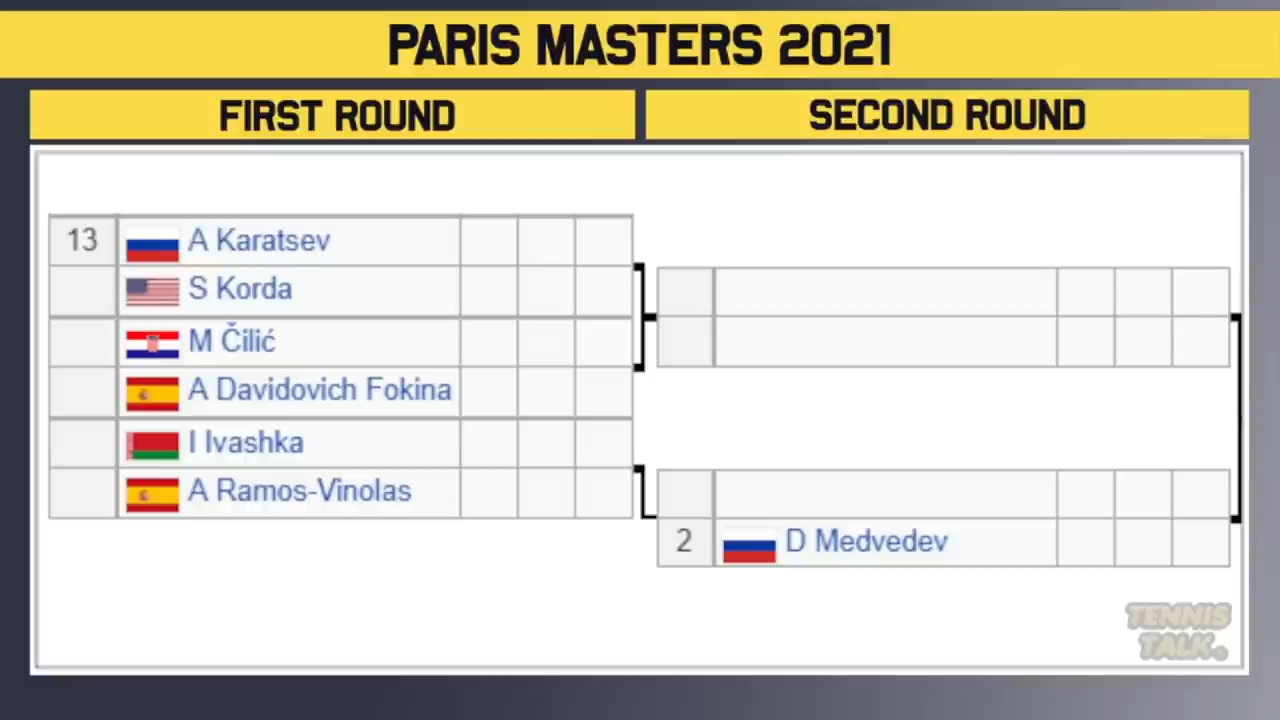 PARIS MASTERS 2021
FIRST ROUND
SECOND ROUND
13 A Karatsev
S Korda
M Čilić
A Davidovich Fokina
I Ivashka
A Ramos-Vinolas
2 D Medvedev
TENNIS
TALK